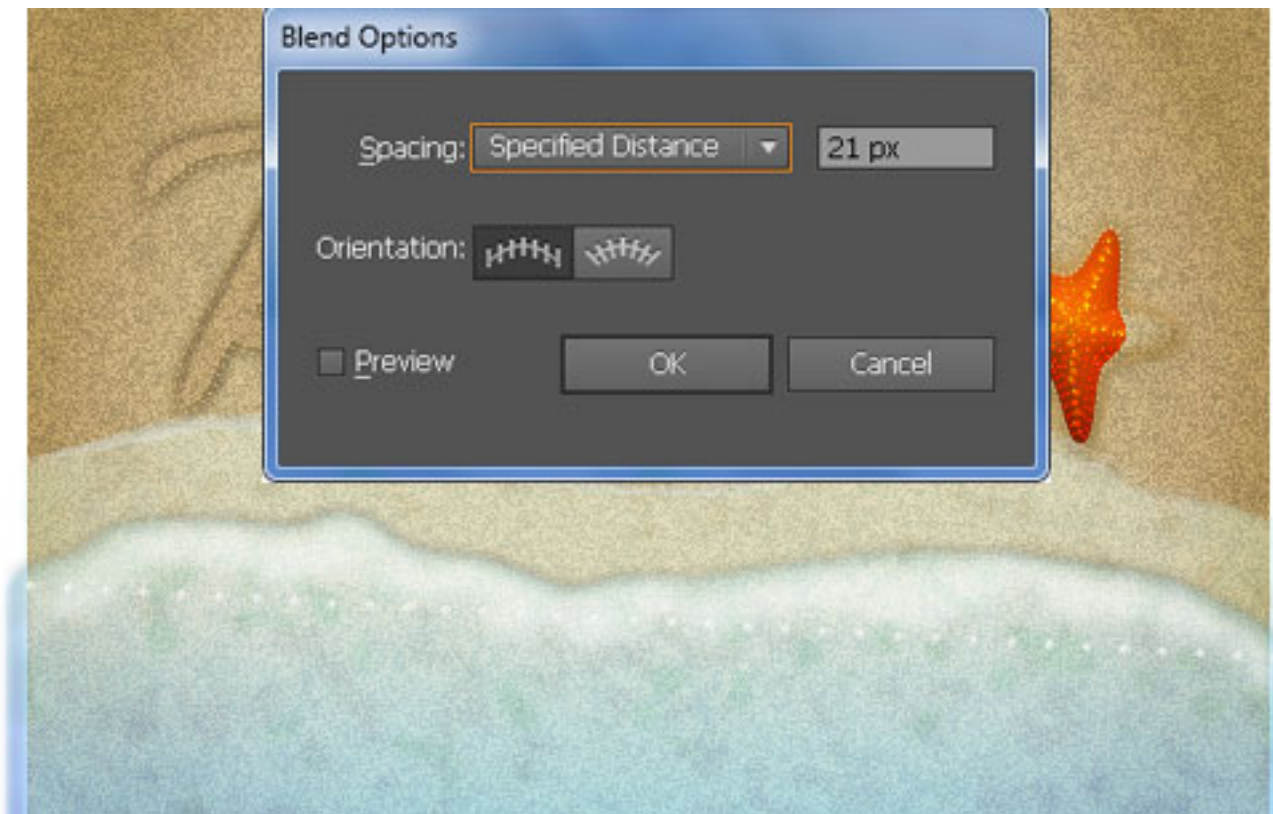 Blend Options
Spacing: Specified Distance 21 px
Orientation:
Preview OK Cancel